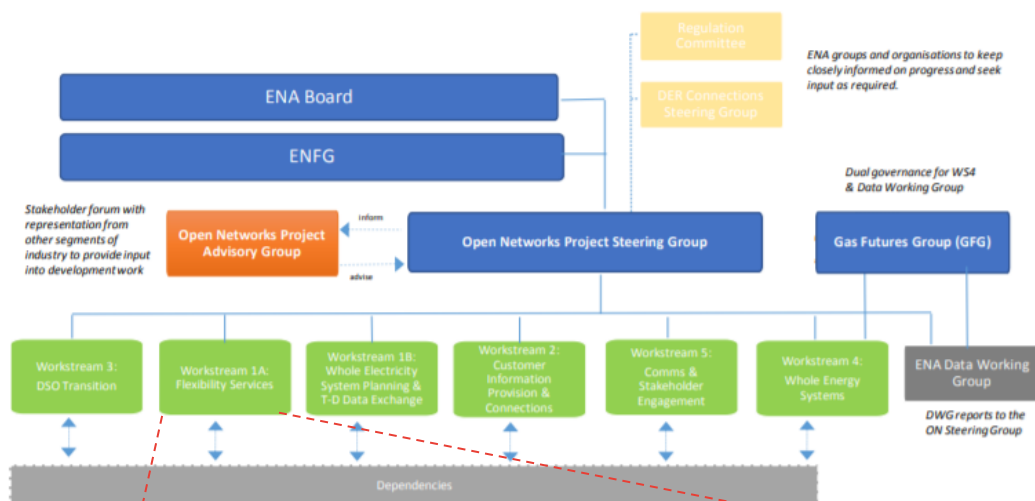 Regulation
Committee
ENA groups and organisations to keep
closely informed on progress and seek
input as required.
ENA Board
DER Connections
Steering Group
ENFG
Dual governance for WS4
& Data Working Group
Stakeholder forum with
representation from
other segments of
industry to provide input
into development work
Open Networks Project
Advisory Group
inform
advise
Open Networks Project Steering Group
Gas Futures Group (GFG)
Workstream 3:
DSO Transition
Workstream 1A:
Flexibility Services
Workstream 1B:
Whole Electricity
System Planning &
T-D Data Exchange
Workstream 2:
Customer
Information
Provision &
Connections
Workstream 5:
Comms &
Stakeholder
Engagement
Workstream 4:
Whole Energy
Systems
ENA Data Working
Group
DWG reports to the
ON Steering Group
Dependencies